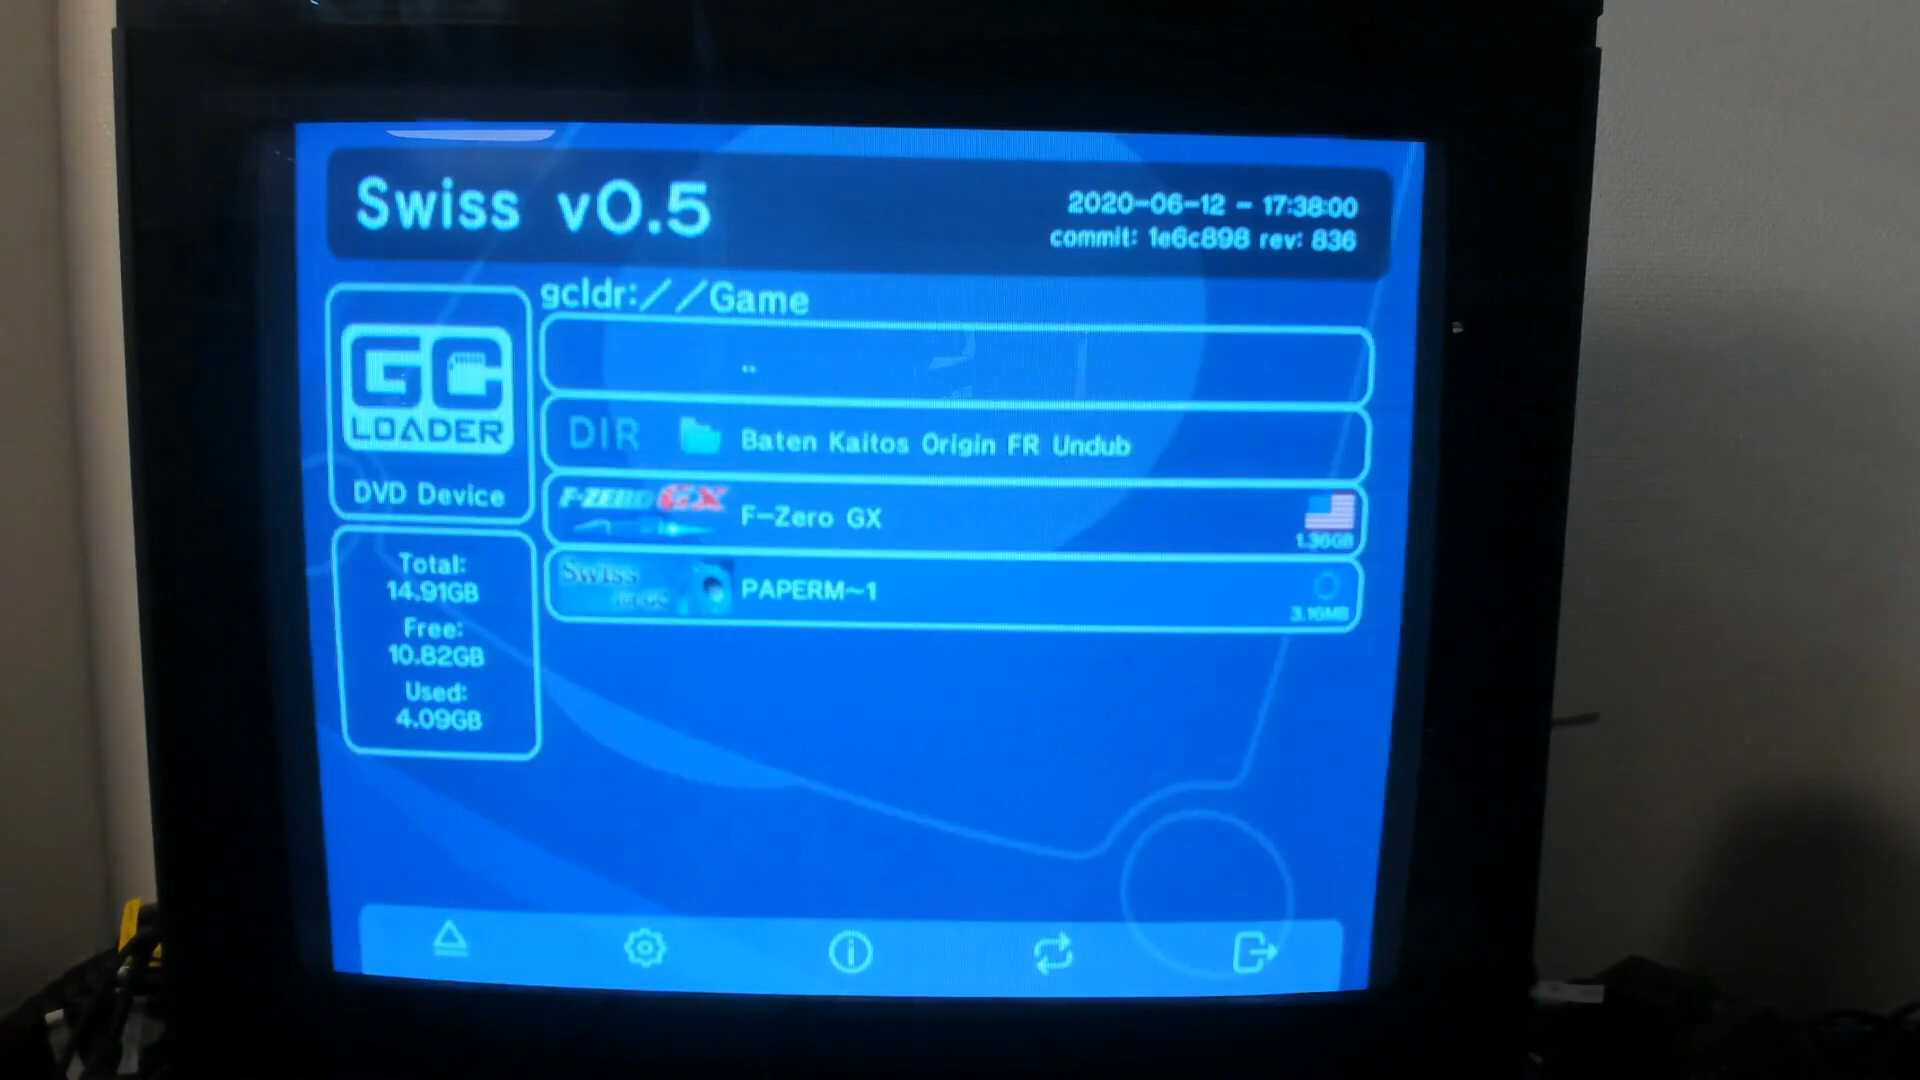 Swiss v0.5
2020-06-12 - 17:38:00
commit: 1e6c898 rev: 836
gcldr://Game
GC
LOADER
DVD Device
..
DIR Baten Kaitos Origin FR Undub
F-ZERO GX F-Zero GX
1.36GB
Swiss PAPERM~1
3.16MB
Total:
14.91GB
Free:
10.82GB
Used:
4.09GB